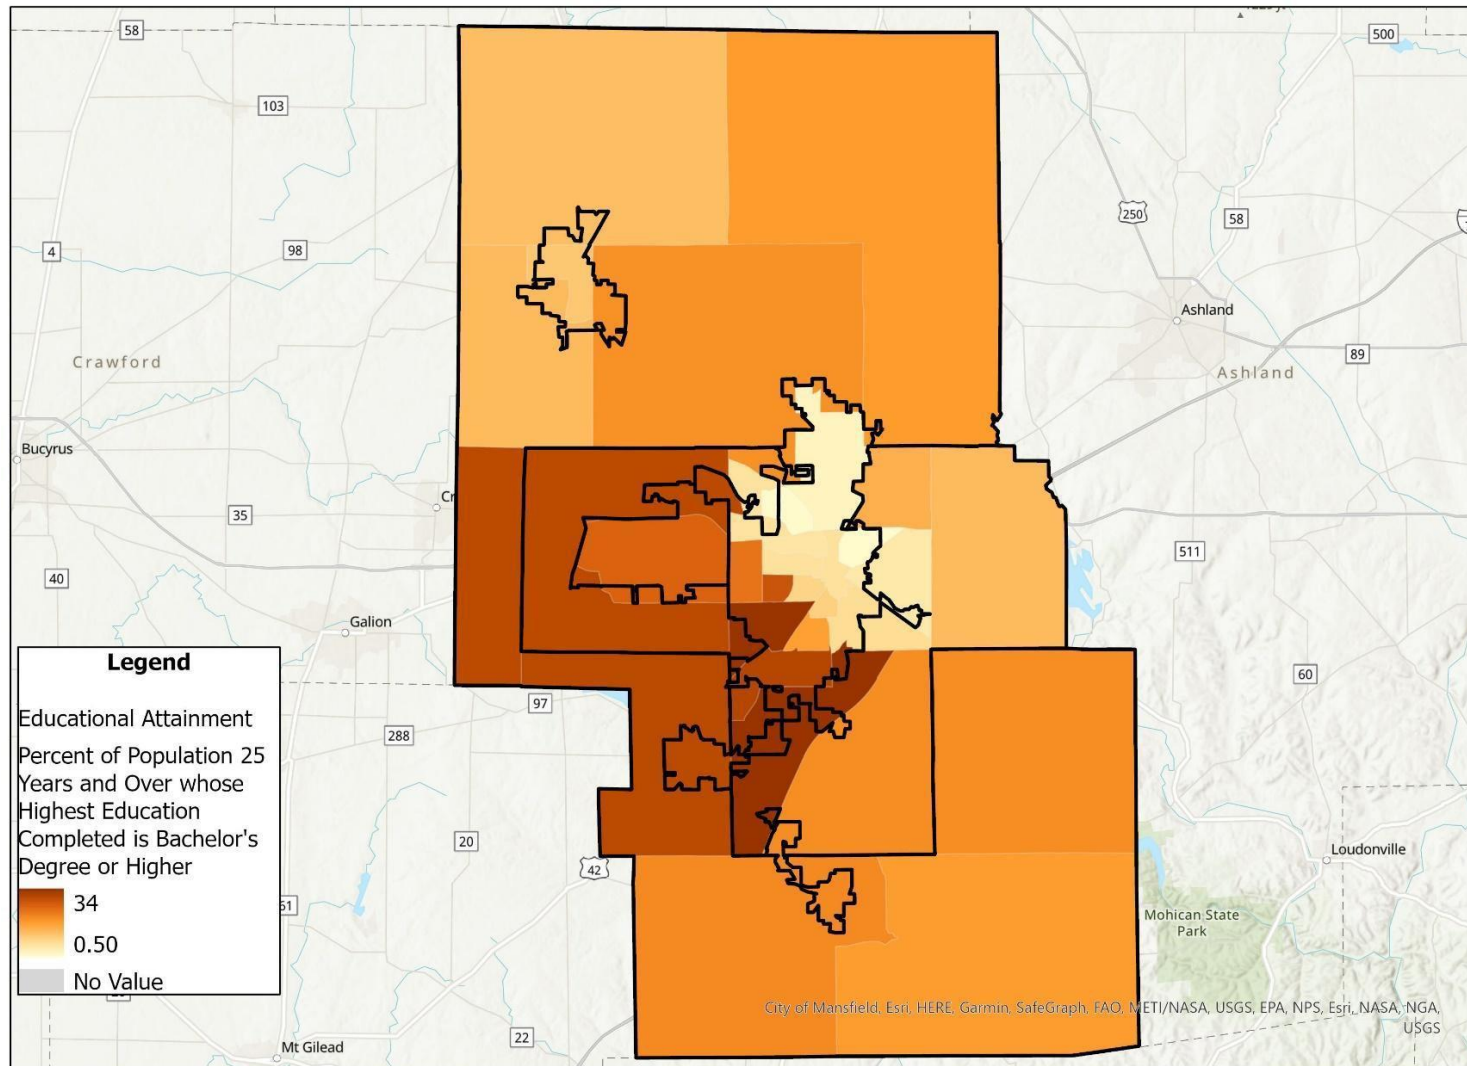 58
500
103
250
58
4
98
Ashland
Crawford
89
Ashland
Bucyrus
35
511
40
Galion
60
97
288
20
42
Loudonville
Mohican State
Park
61
22
Mt Gilead
Legend
Educational Attainment
Percent of Population 25
Years and Over whose
Highest Education
Completed is Bachelor's
Degree or Higher
34
0.50
No Value
City of Mansfield, Esri, HERE, Garmin, SafeGraph, FAO, METI/NASA, USGS, EPA, NPS, Esri, NASA, NGA,
USGS